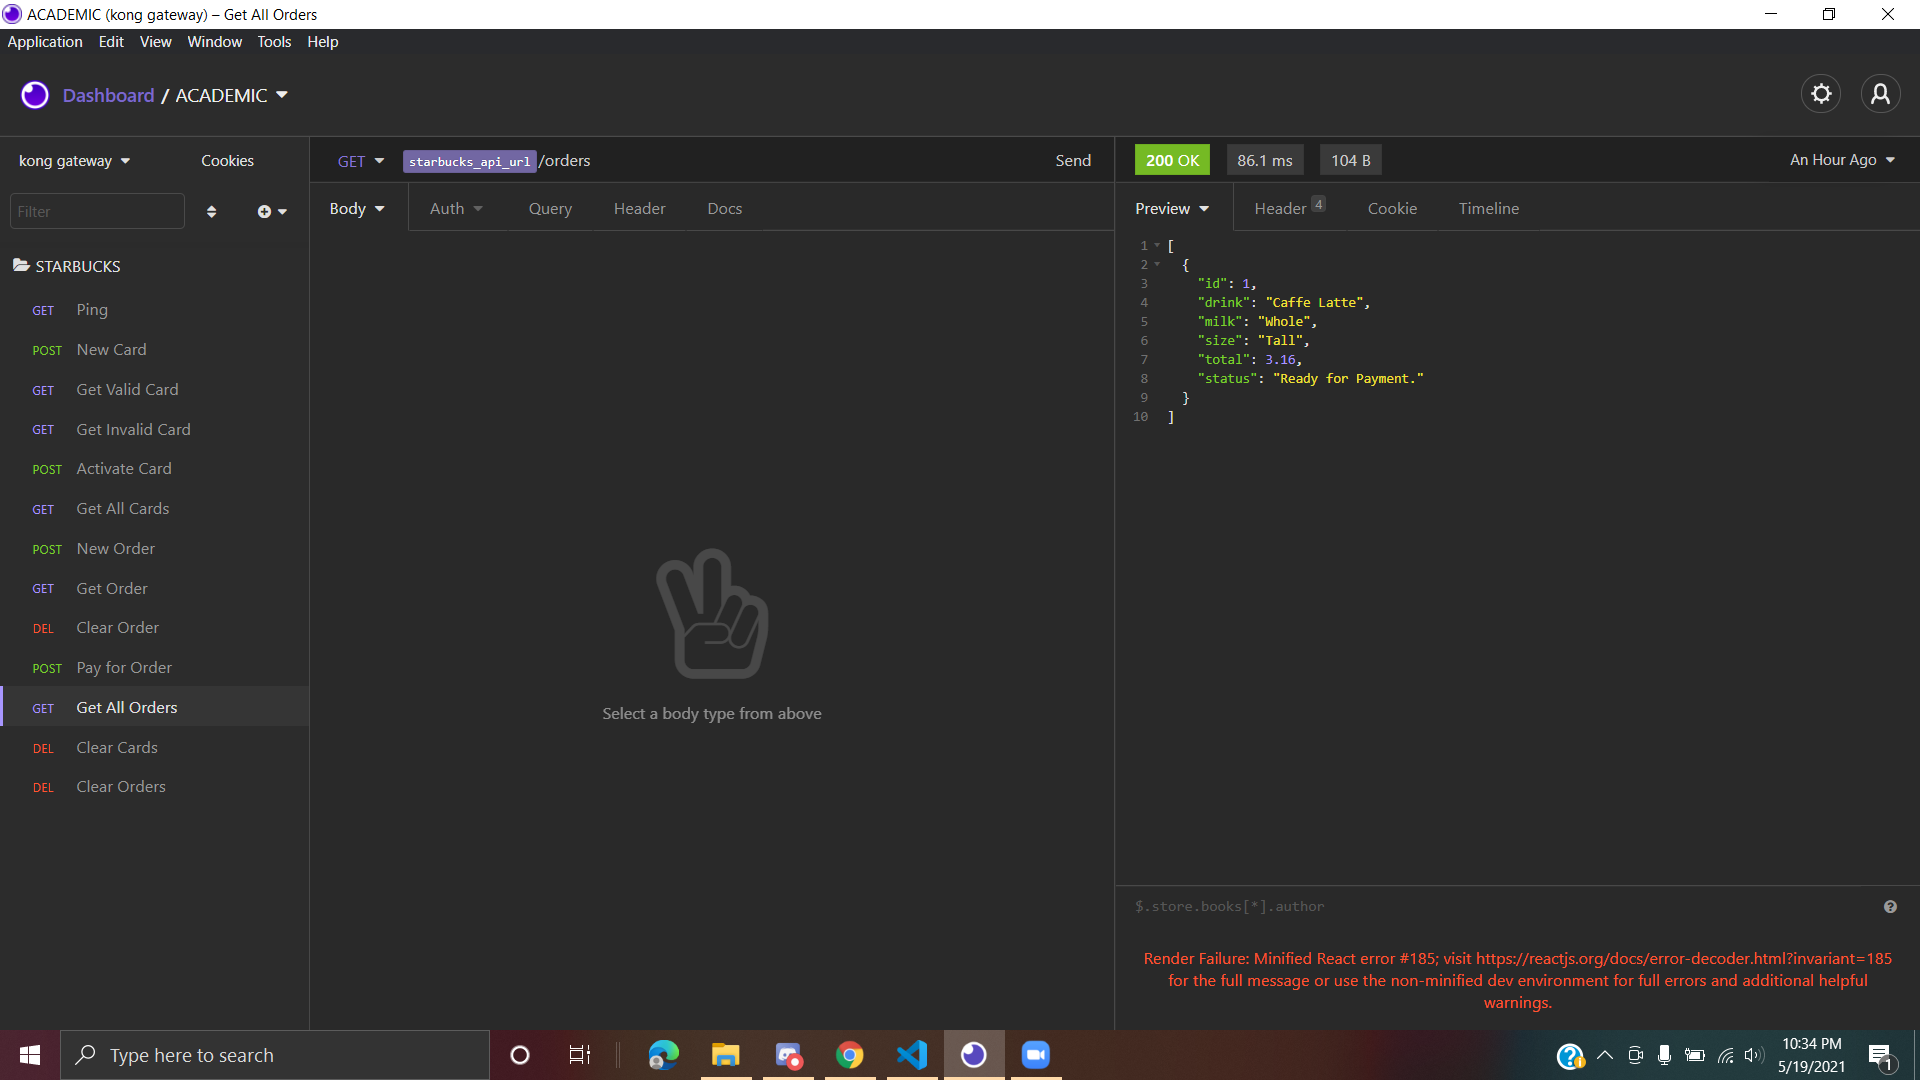 ACADEMIC (kong gateway) – Get All Orders
Application Edit View Window Tools Help
Dashboard / ACADEMIC
kong gateway
Cookies
Filter
STARBUCKS
GET Ping
POST New Card
GET Get Valid Card
GET Get Invalid Card
POST Activate Card
GET Get All Cards
POST New Order
GET Get Order
DEL Clear Order
POST Pay for Order
GET Get All Orders
DEL Clear Cards
DEL Clear Orders
GET starbucks_api_url /orders Send
Body Auth Query Header Docs
Select a body type from above
200 OK 86.1 ms 104 B An Hour Ago
Preview Header 4 Cookie Timeline
1 [
2 {
3 "id": 1,
4 "drink": "Caffe Latte",
5 "milk": "Whole",
6 "size": "Tall",
7 "total": 3.16,
8 "status": "Ready for Payment."
9 }
10 ]
$.store.books[*].author
Render Failure: Minified React error #185; visit https://reactjs.org/docs/error-decoder.html?invariant=185
for the full message or use the non-minified dev environment for full errors and additional helpful
warnings.
Type here to search
10:34 PM
5/19/2021
1